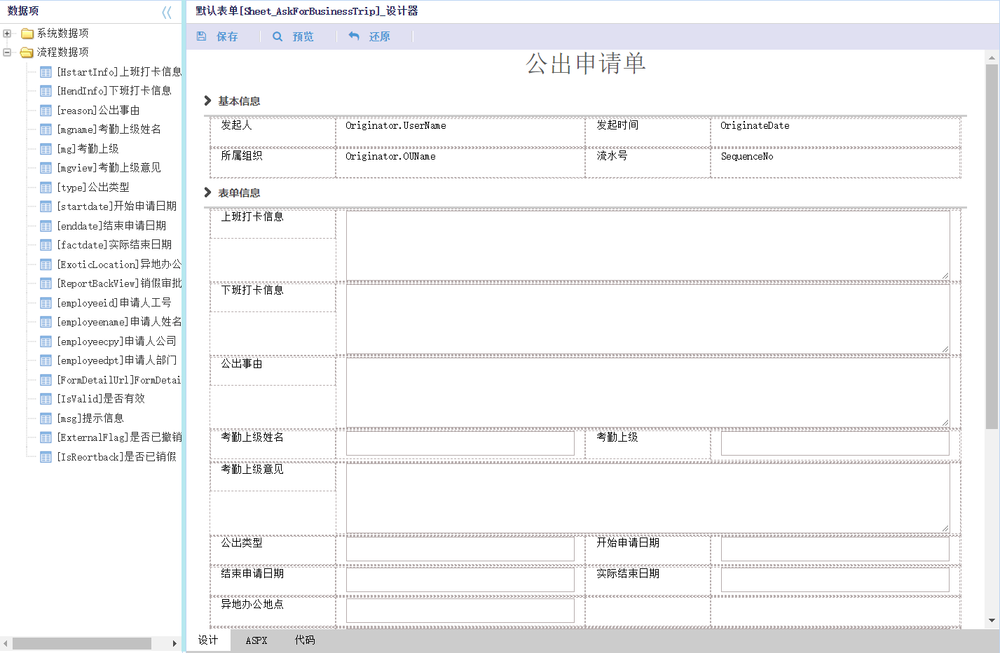 数据项
系统数据项
流程数据项
[HstartInfo]上班打卡信息
[HendInfo]下班打卡信息
[reason]公出事由
[mgname]考勤上级姓名
[mg]考勤上级
[mgview]考勤上级意见
[type]公出类型
[startdate]开始申请日期
[enddate]结束申请日期
[factdate]实际结束日期
[ExoticLocation]异地办公
[ReportBackView]销假审批
[employeeid]申请人工号
[employeename]申请人姓名
[employeecpy]申请人公司
[employeedpt]申请人部门
[FormDetailUrl]FormDetai
[IsValid]是否有效
[msg]提示信息
[ExternalFlag]是否已撤销
[IsReortback]是否已销假
默认表单[Sheet_AskForBusinessTrip]_设计器
保存 预览 还原
公出申请单
基本信息
发起人 Originator.UserName 发起时间 OriginateDate
所属组织 Originator.OUName 流水号 SequenceNo
表单信息
上班打卡信息
下班打卡信息
公出事由
考勤上级姓名 考勤上级
考勤上级意见
公出类型 开始申请日期
结束申请日期 实际结束日期
异地办公地点
设计 ASPX 代码